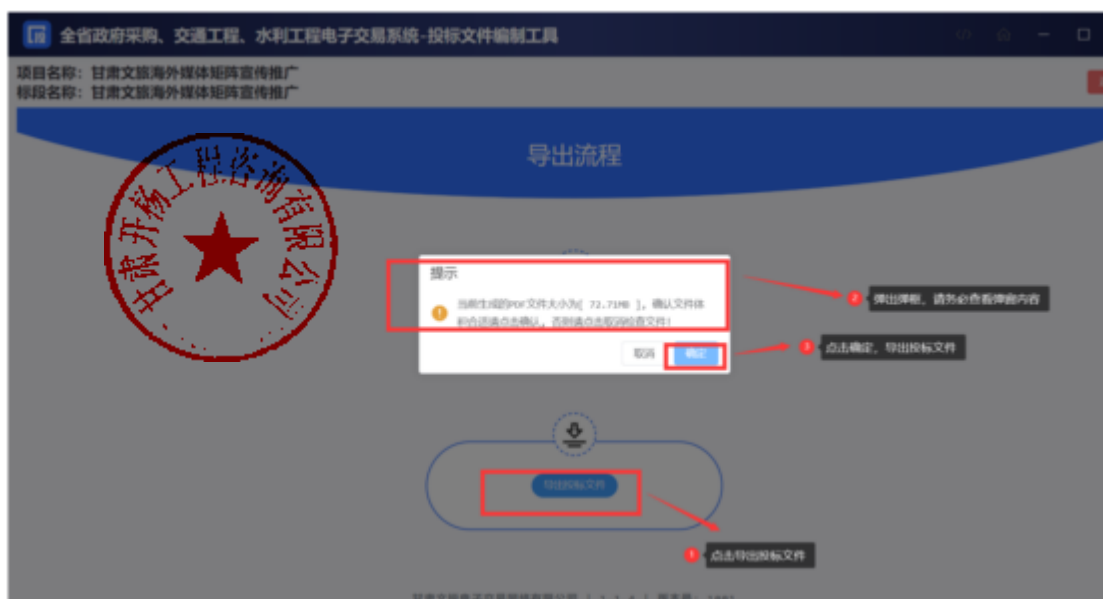 投 全省政府采购、交通工程、水利工程电子交易系统-投标文件编制工具
项目名称：甘肃文旅海外媒体矩阵宣传推广
标段名称：甘肃文旅海外媒体矩阵宣传推广
导出流程
甘肃开杨工程咨询有限公司
提示
当前生成的PDF文件大小为[ 72.71MB ]，确认文件体
积合适请点击确认，否则请点击取消检查文件！
取消 确定
2 弹出弹框，请务必查看弹窗内容
3 点击确定，导出投标文件
导出投标文件
1 点击导出投标文件